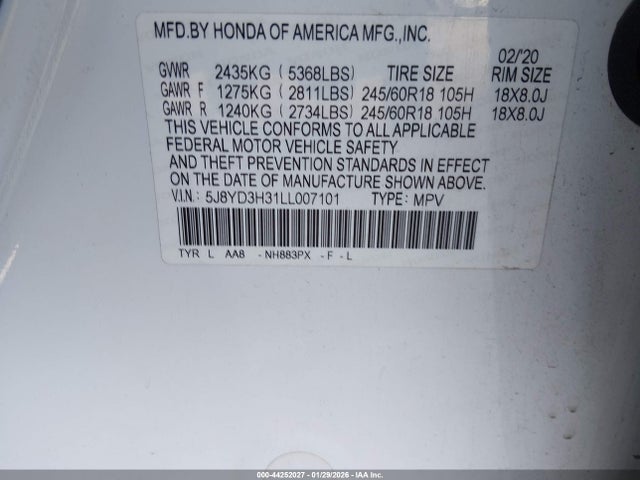 MFD.BY HONDA OF AMERICA MFG.,INC.
02/'20
GVWR 2435KG ( 5368LBS) TIRE SIZE RIM SIZE
GAWR F 1275KG ( 2811LBS) 245/60R18 105H 18X8.0J
GAWR R 1240KG ( 2734LBS) 245/60R18 105H 18X8.0J
THIS VEHICLE CONFORMS TO ALL APPLICABLE
FEDERAL MOTOR VEHICLE SAFETY
AND THEFT PREVENTION STANDARDS IN EFFECT
ON THE DATE OF MANUFACTURE SHOWN ABOVE.
V.I.N.: 5J8YD3H31LL007101 TYPE: MPV
TYR L AA8 - NH883PX - F - L
000-44252027 - 01/29/2026 - IAA Corp.